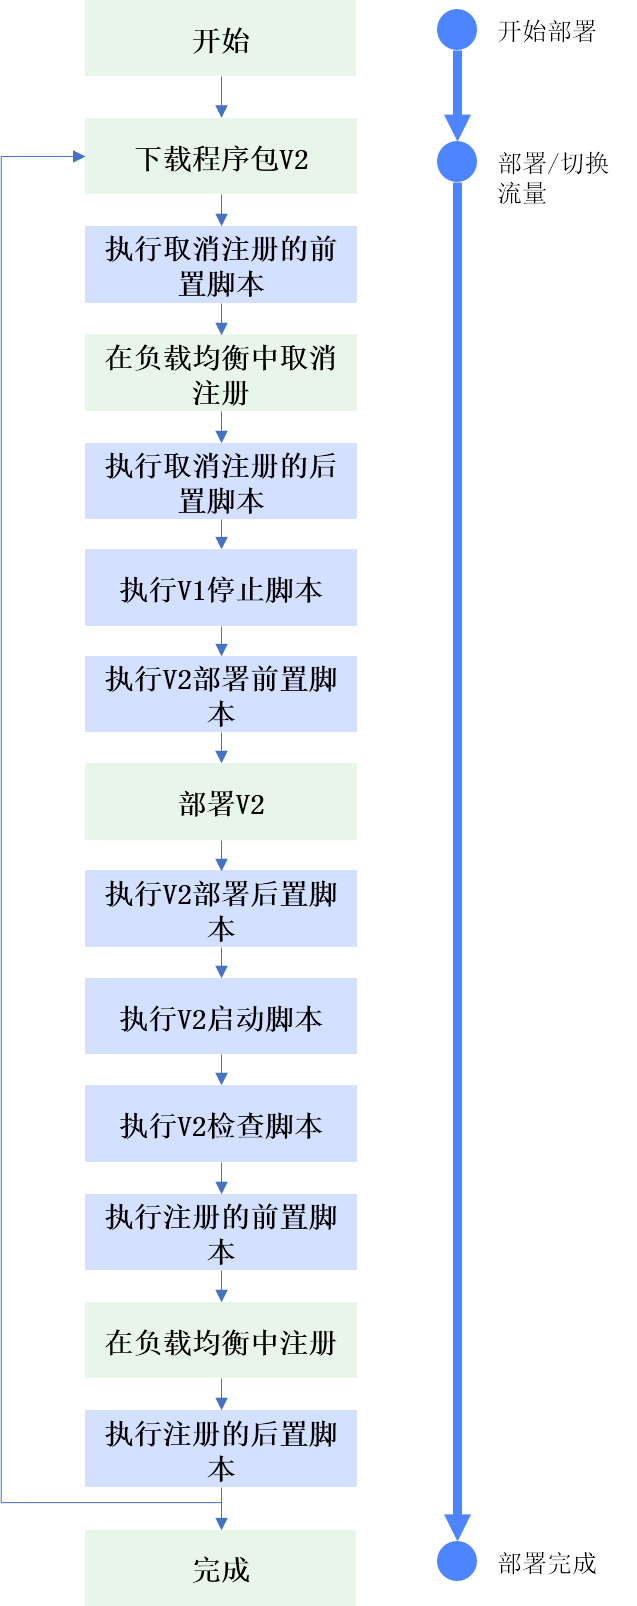 开始
下载程序包V2
执行取消注册的前
置脚本
在负载均衡中取消
注册
执行取消注册的后
置脚本
执行V1停止脚本
执行V2部署前置脚
本
部署V2
执行V2部署后置脚
本
执行V2启动脚本
执行V2检查脚本
执行注册的前置脚
本
在负载均衡中注册
执行注册的后置脚
本
完成
开始部署
部署/切换
流量
部署完成